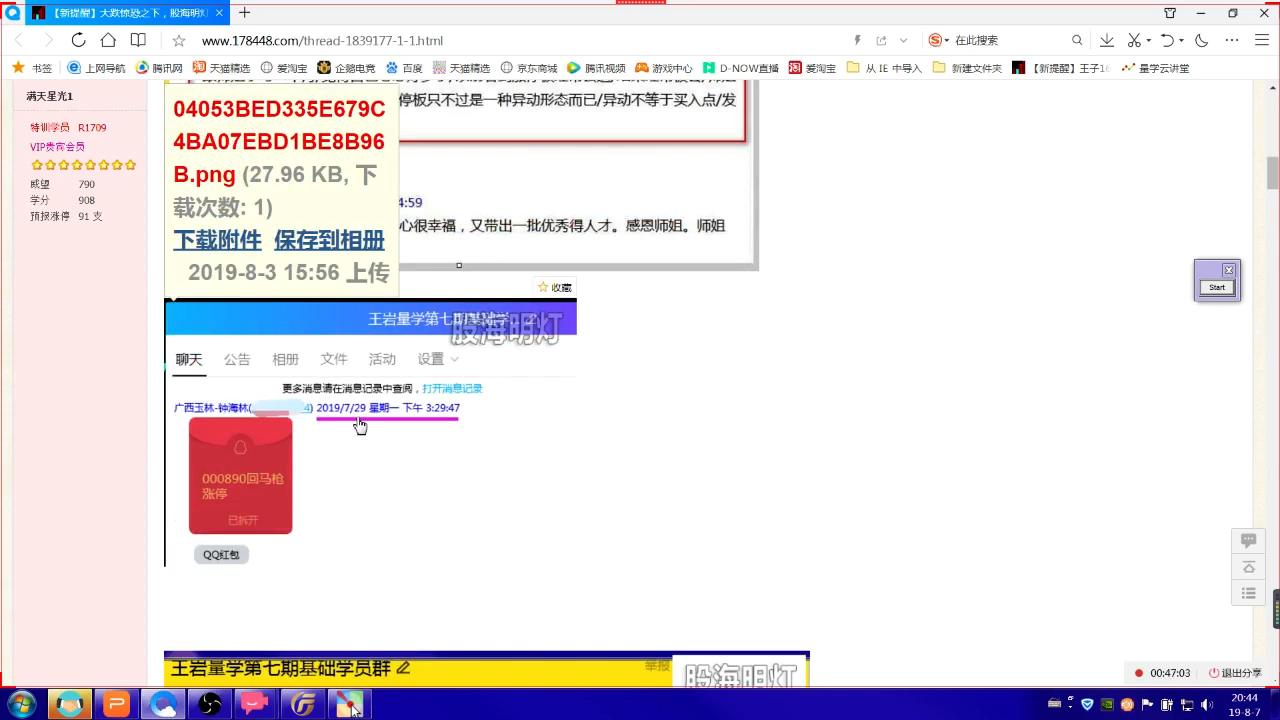 【新提醒】大跌惊恐之下，股海明灯
www.178448.com/thread-1839177-1-1.html
在此搜索
书签
上网导航
腾讯网
天猫精选
爱淘宝
企鹅电竞
百度
天猫精选
京东商城
腾讯视频
游戏中心
D-NOW直播
爱淘宝
从 IE 中导入
新建文件夹
【新提醒】王子16
量学云讲堂
满天星光1
特训学员 R1709
VIP贵宾会员
威望 790
学分 908
预报涨停 91 支
停板只不过是一种异动形态而已/异动不等于买入点/发
04053BED335E679C
4BA07EBD1BE8B96
B.png (27.96 KB, 下
载次数: 1)
下载附件 保存到相册
2019-8-3 15:56 上传
4:59
心很幸福，又带出一批优秀得人才。感恩师姐。师姐
收藏
王岩量学第七期基础学
股海明灯
聊天 公告 相册 文件 活动 设置
更多消息请在消息记录中查阅，打开消息记录
广西玉林-钟海林( 4) 2019/7/29 星期一 下午 3:29:47
000890回马枪
涨停
已拆开
QQ红包
王岩量学第七期基础学员群
举报
股海明灯
Start
00:47:03 退出分享
20:44
19-8-7